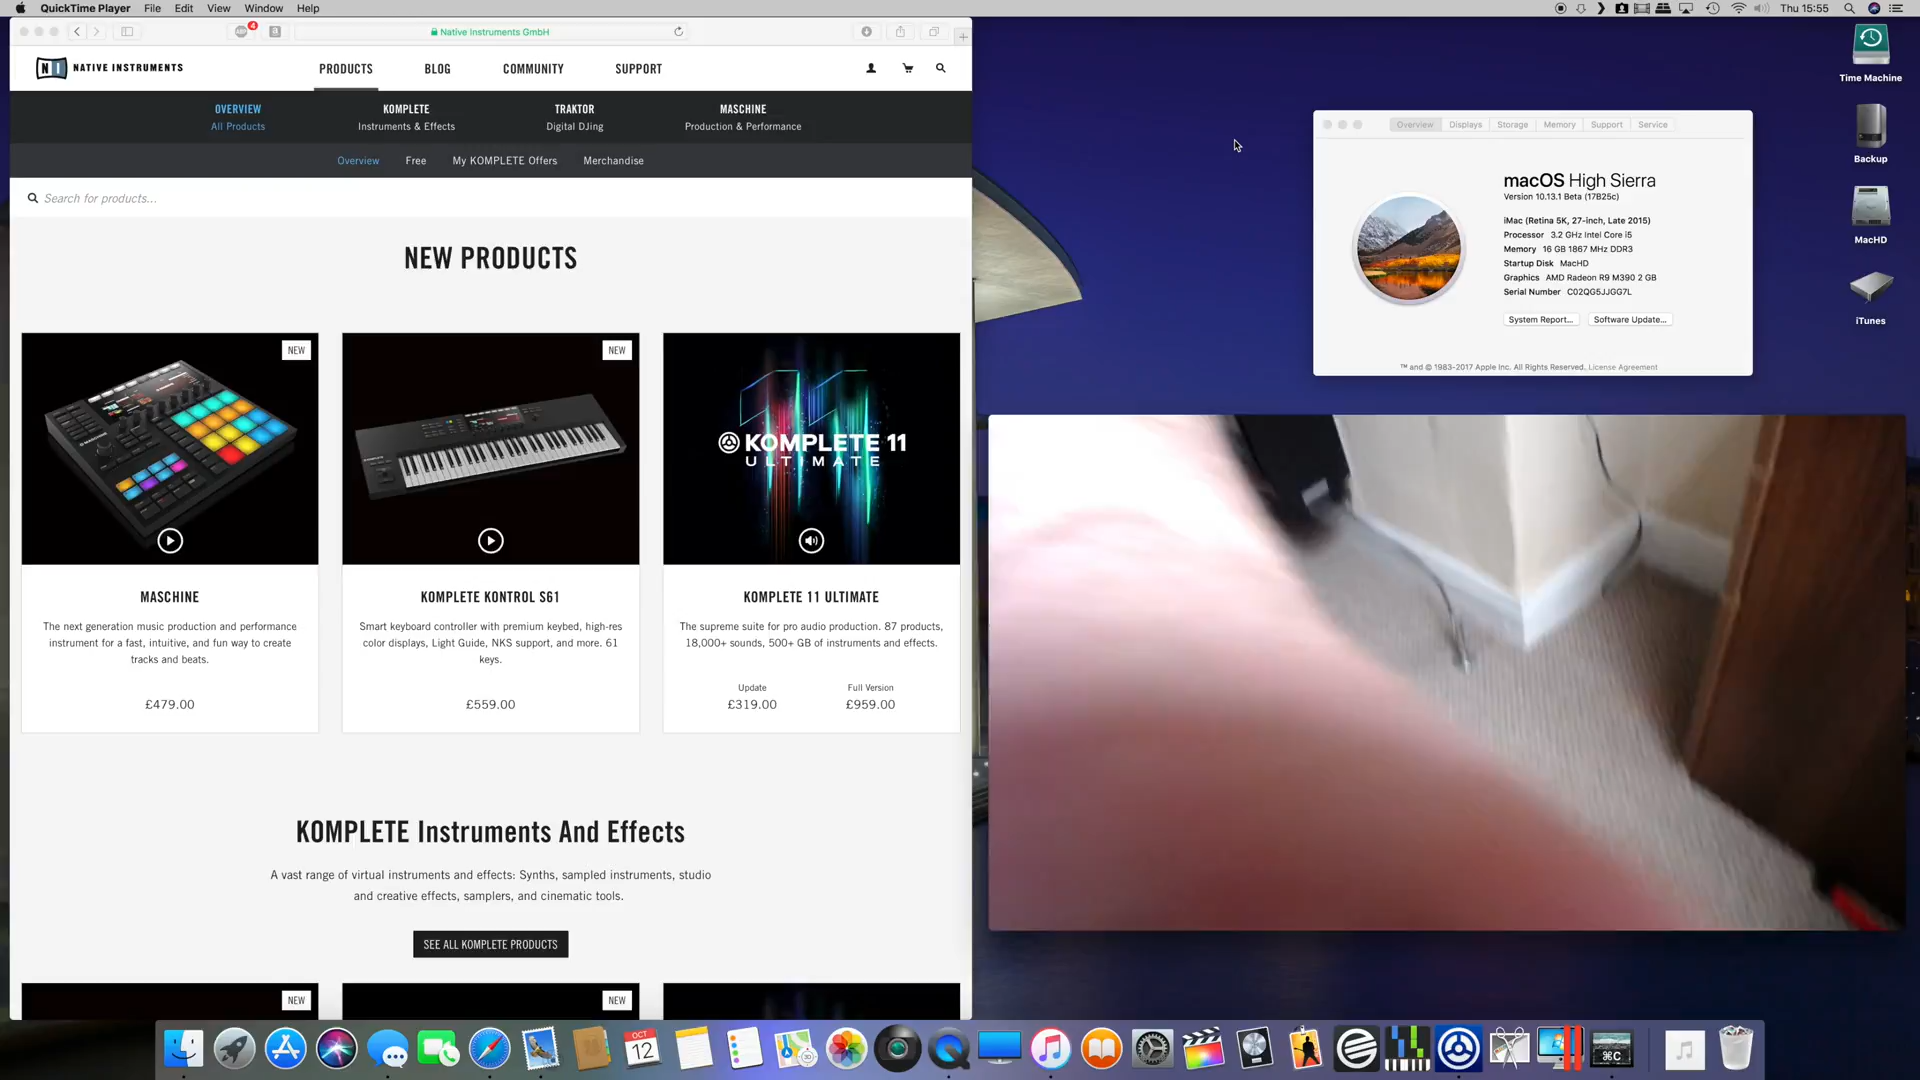 QuickTime Player File Edit View Window Help
Thu 15:55
4
a
Native Instruments GmbH
NI NATIVE INSTRUMENTS
PRODUCTS BLOG COMMUNITY SUPPORT
OVERVIEW
All Products
KOMPLETE
Instruments & Effects
TRAKTOR
Digital DJing
MASCHINE
Production & Performance
Overview Free My KOMPLETE Offers Merchandise
Search for products...
NEW PRODUCTS
NEW
NEW
KOMPLETE 11
ULTIMATE
MASCHINE
The next generation music production and performance
instrument for a fast, intuitive, and fun way to create
tracks and beats.
£479.00
KOMPLETE KONTROL S61
Smart keyboard controller with premium keybed, high-res
color displays, Light Guide, NKS support, and more. 61
keys.
£559.00
KOMPLETE 11 ULTIMATE
The supreme suite for pro audio production. 87 products,
18,000+ sounds, 500+ GB of instruments and effects.
Update
£319.00
Full Version
£959.00
KOMPLETE Instruments And Effects
A vast range of virtual instruments and effects: Synths, sampled instruments, studio
and creative effects, samplers, and cinematic tools.
SEE ALL KOMPLETE PRODUCTS
NEW
NEW
Overview Displays Storage Memory Support Service
macOS High Sierra
Version 10.13.1 Beta (17B25c)
iMac (Retina 5K, 27-inch, Late 2015)
Processor 3.2 GHz Intel Core i5
Memory 16 GB 1867 MHz DDR3
Startup Disk MacHD
Graphics AMD Radeon R9 M390 2 GB
Serial Number C02QG5JJGG7L
System Report... Software Update...
™ and © 1983-2017 Apple Inc. All Rights Reserved. License Agreement
Time Machine
Backup
MacHD
iTunes
OCT
12
3D
⌘C